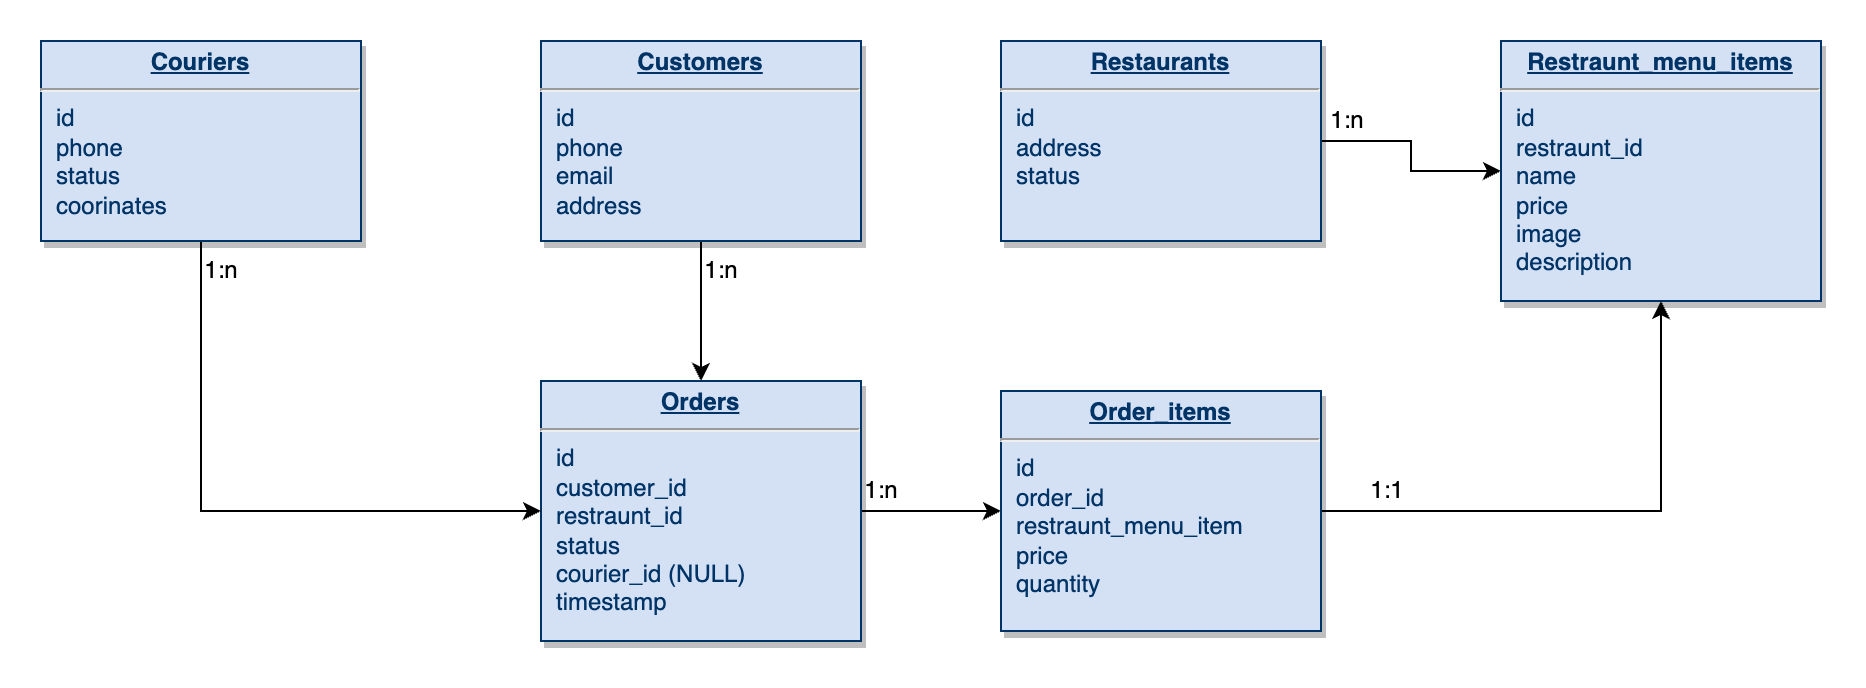 Couriers
id
phone
status
coorinates
1:n
Customers
id
phone
email
address
1:n
Restaurants
id
address
status
1:n
Restraunt_menu_items
id
restraunt_id
name
price
image
description
Orders
id
customer_id
restraunt_id
status
courier_id (NULL)
timestamp
1:n
Order_items
id
order_id
restraunt_menu_item
price
quantity
1:1